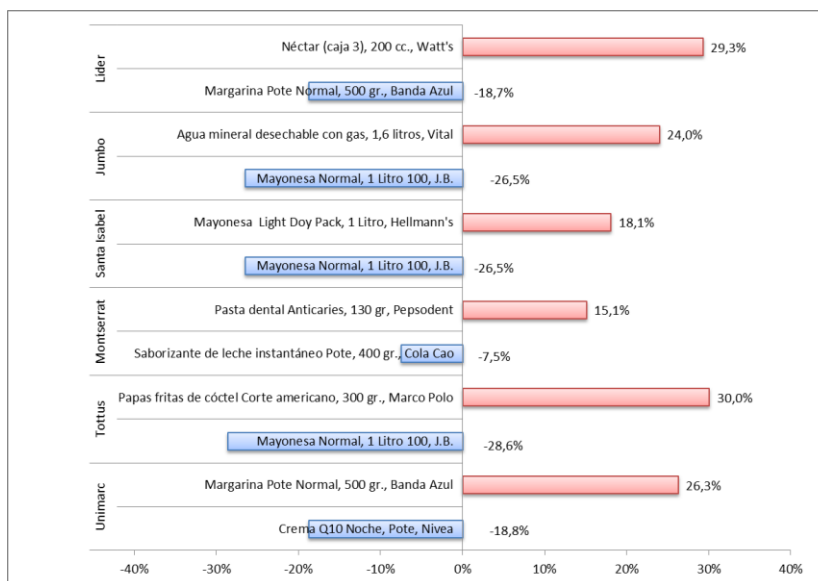 Lider
Néctar (caja 3), 200 cc., Watt's
29,3%
Margarina Pote Normal, 500 gr., Banda Azul
-18,7%
Jumbo
Agua mineral desechable con gas, 1,6 litros, Vital
24,0%
Mayonesa Normal, 1 Litro 100, J.B.
-26,5%
Santa Isabel
Mayonesa  Light Doy Pack, 1 Litro, Hellmann's
18,1%
Mayonesa Normal, 1 Litro 100, J.B.
-26,5%
Montserrat
Pasta dental Anticaries, 130 gr, Pepsodent
15,1%
Saborizante de leche instantáneo Pote, 400 gr., Cola Cao
-7,5%
Tottus
Papas fritas de cóctel Corte americano, 300 gr., Marco Polo
30,0%
Mayonesa Normal, 1 Litro 100, J.B.
-28,6%
Unimarc
Margarina Pote Normal, 500 gr., Banda Azul
26,3%
Crema Q10 Noche, Pote, Nivea
-18,8%
-40% -30% -20% -10% 0% 10% 20% 30% 40%